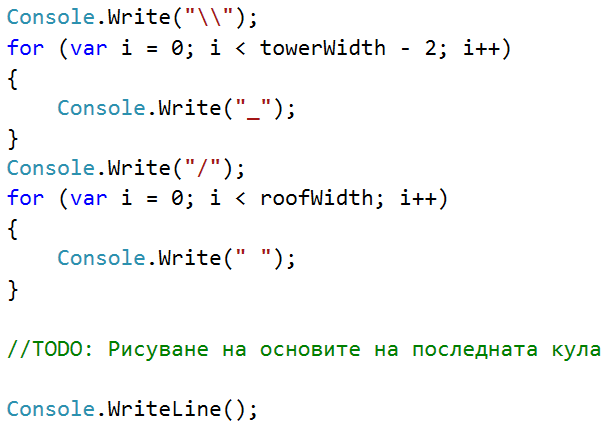 Console.Write("\\");
for (var i = 0; i < towerWidth - 2; i++)
{
    Console.Write("_");
}
Console.Write("/");
for (var i = 0; i < roofWidth; i++)
{
    Console.Write(" ");
}
//TODO: Рисуване на основите на последната кула
Console.WriteLine();